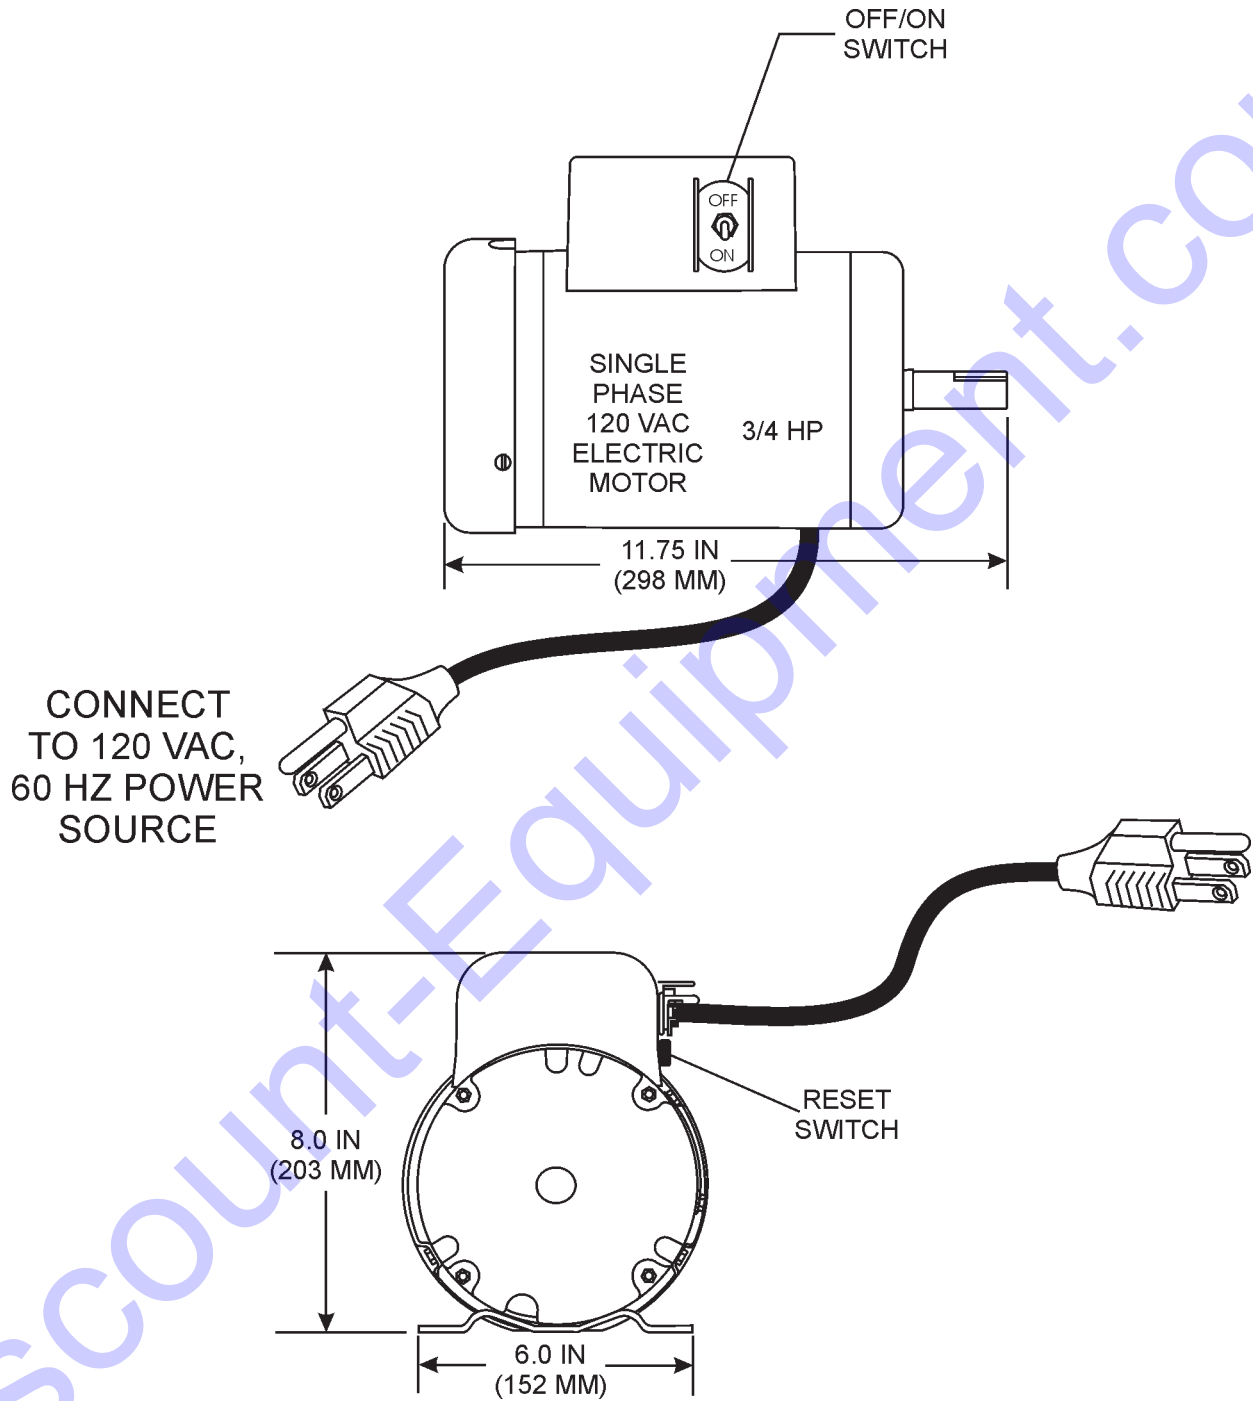 OFF/ON
SWITCH
OFF
ON
SINGLE
PHASE
120 VAC
ELECTRIC
MOTOR
3/4 HP
11.75 IN
(298 MM)
CONNECT
TO 120 VAC,
60 HZ POWER
SOURCE
RESET
SWITCH
8.0 IN
(203 MM)
6.0 IN
(152 MM)
scount-Equipment.co